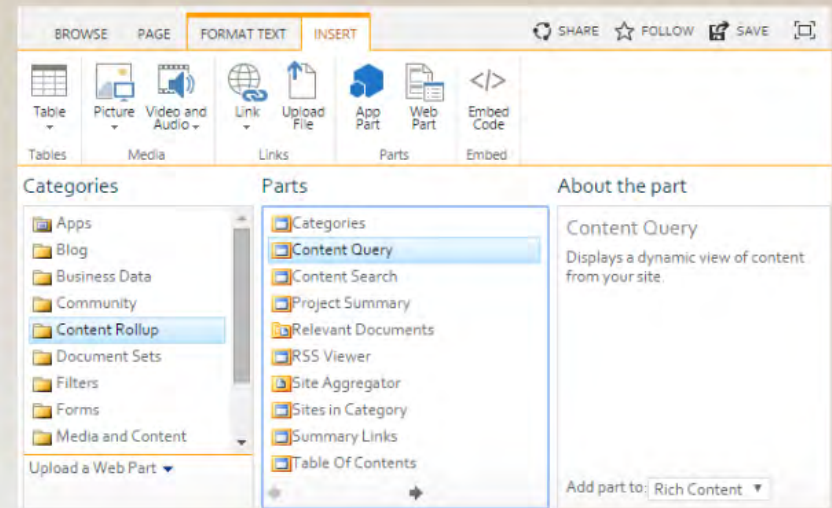 BROWSE PAGE FORMAT TEXT INSERT SHARE FOLLOW SAVE
Table Picture Video and Audio Link Upload File App Part Web Part Embed Code
Tables Media Links Parts Embed
Categories
Apps
Blog
Business Data
Community
Content Rollup
Document Sets
Filters
Forms
Media and Content
Upload a Web Part
Parts
Categories
Content Query
Content Search
Project Summary
Relevant Documents
RSS Viewer
Site Aggregator
Sites in Category
Summary Links
Table Of Contents
About the part
Content Query
Displays a dynamic view of content
from your site.
Add part to: Rich Content